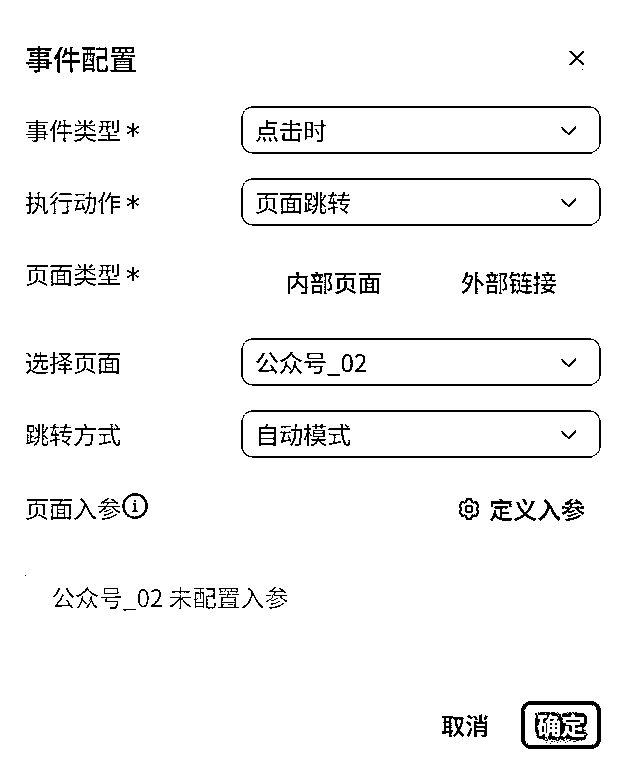 事件配置
事件类型* 点击时
执行动作* 页面跳转
页面类型* 内部页面 外部链接
选择页面 公众号_02
跳转方式 自动模式
页面入参 定义入参
公众号_02 未配置入参
取消 确定